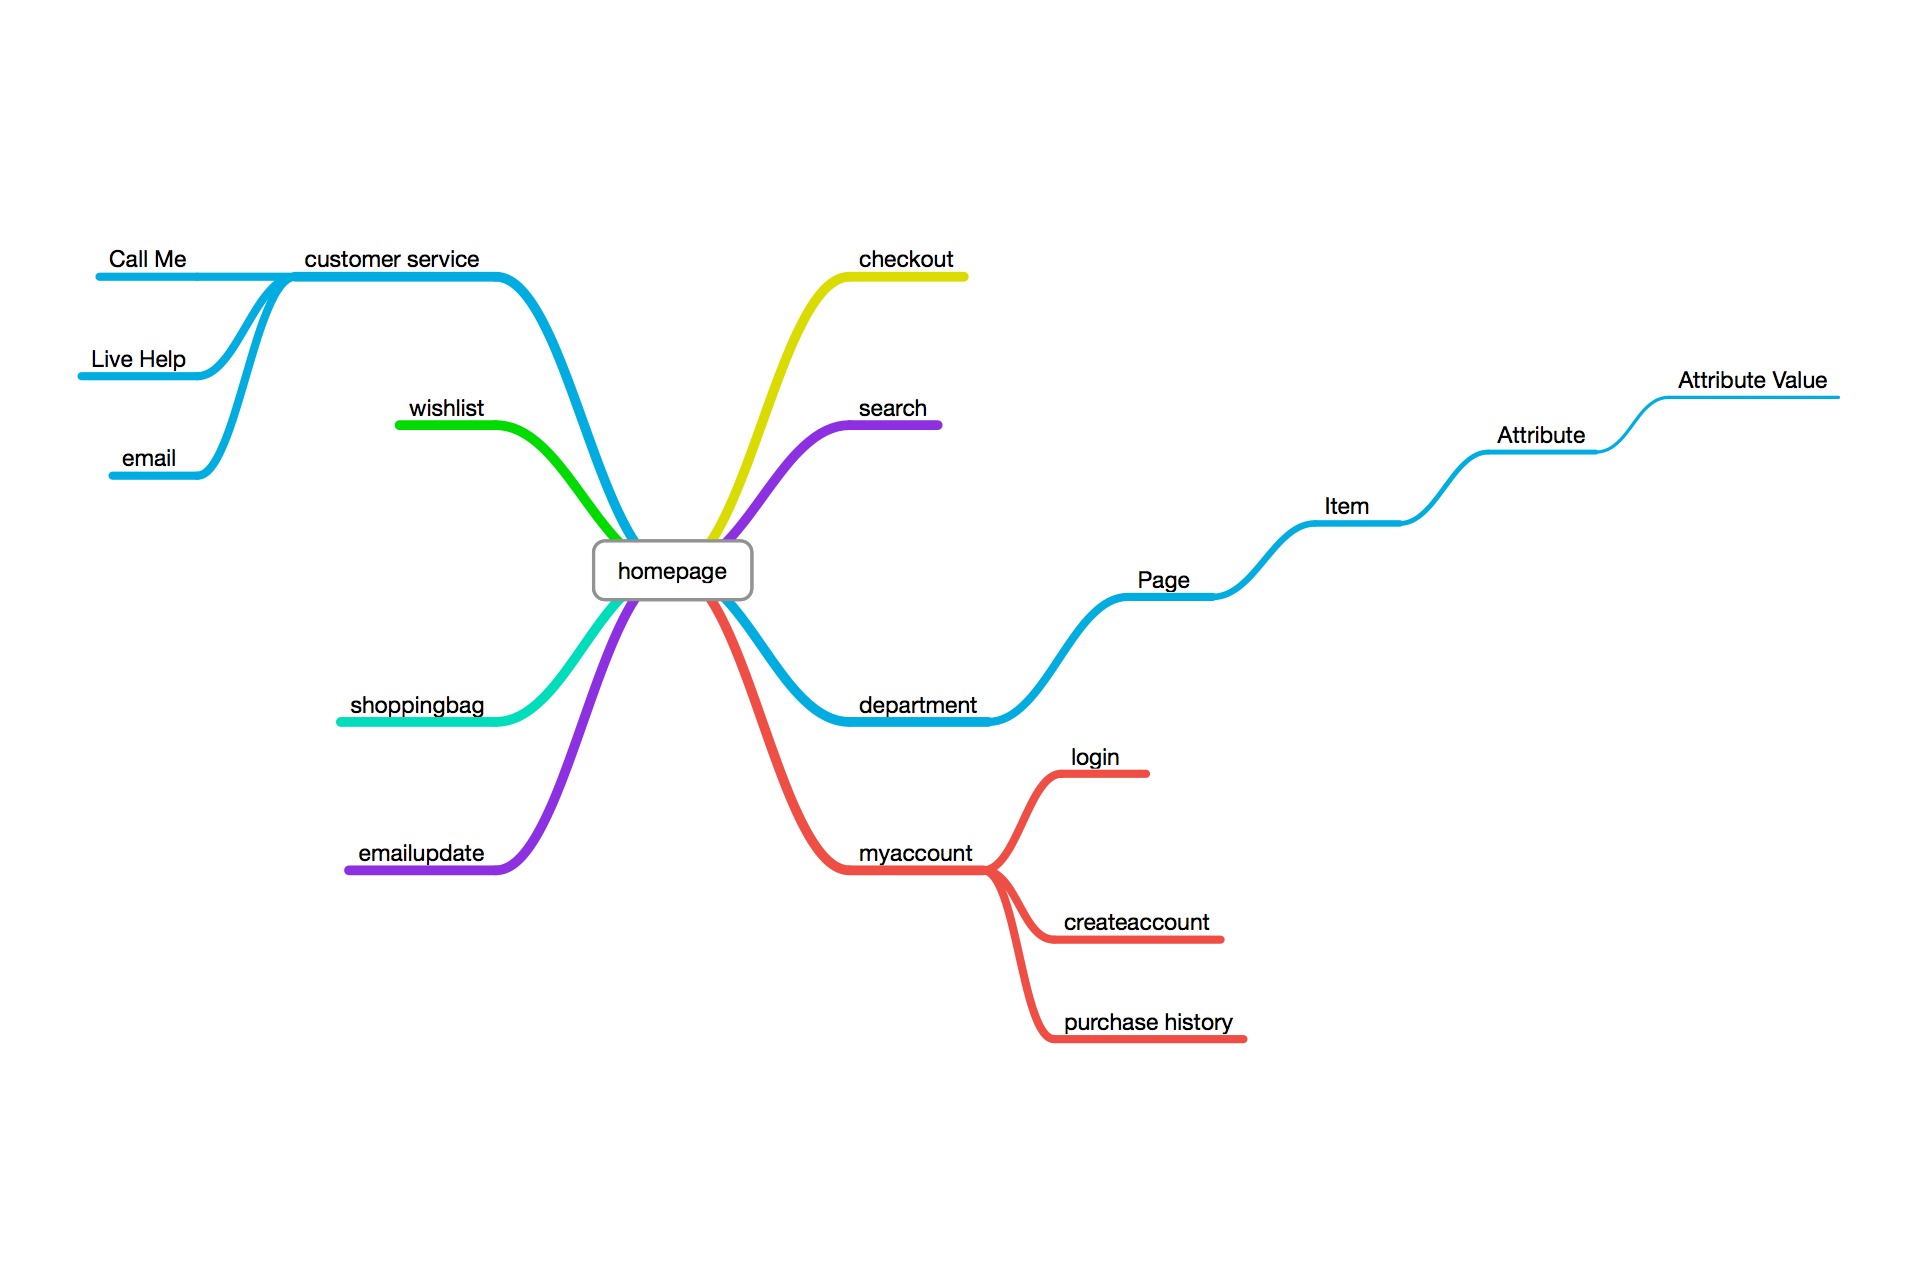 Call Me
customer service
checkout
Live Help
Attribute Value
wishlist
search
Attribute
email
Item
homepage
Page
shoppingbag
department
login
emailupdate
myaccount
createaccount
purchase history